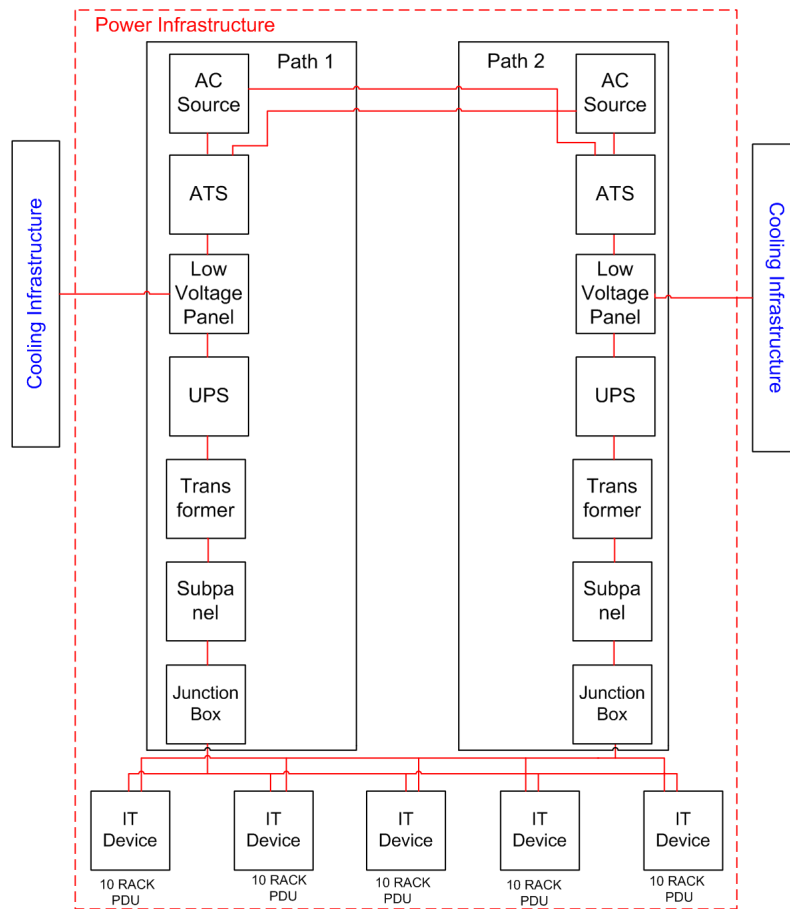 Power Infrastructure
Path 1
Path 2
AC
Source
AC
Source
ATS
ATS
Cooling Infrastructure
Cooling Infrastructure
Low
Voltage
Panel
Low
Voltage
Panel
UPS
UPS
Trans
former
Trans
former
Subpa
nel
Subpa
nel
Junction
Box
Junction
Box
IT
Device
IT
Device
IT
Device
IT
Device
IT
Device
10 RACK
PDU
10 RACK
PDU
10 RACK
PDU
10 RACK
PDU
10 RACK
PDU